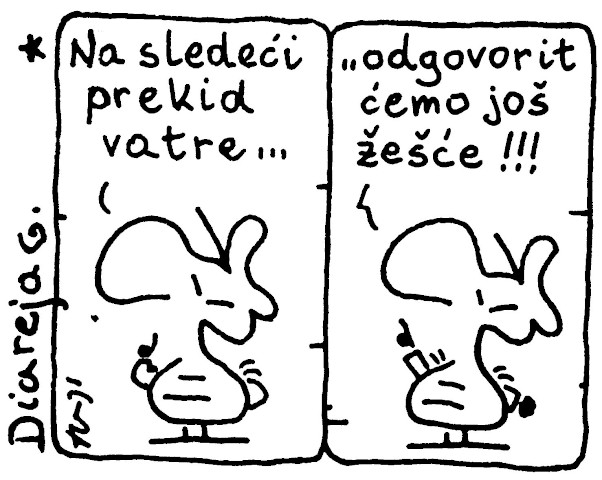 Diareja G.
Na sledeći
prekid
vatre...
..odgovorit
ćemo još
žešće !!!